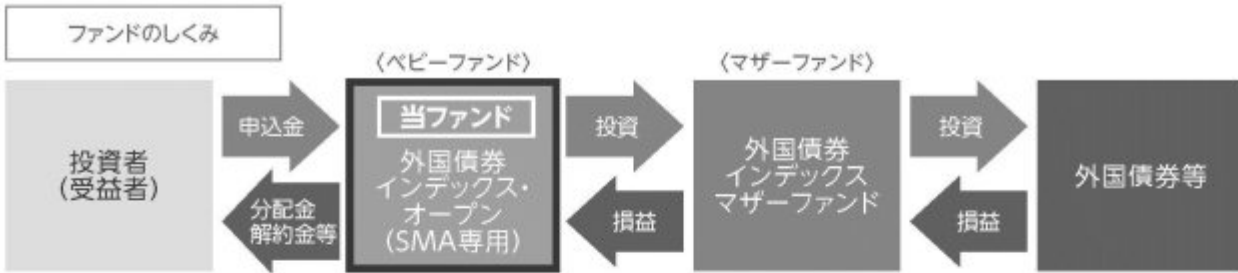 ファンドのしくみ
〈ベビーファンド〉
〈マザーファンド〉
投資者
(受益者)
申込金
分配金
解約金等
当ファンド
外国債券
インデックス・
オープン
(SMA専用)
投資
損益
外国債券
インデックス
マザーファンド
投資
損益
外国債券等